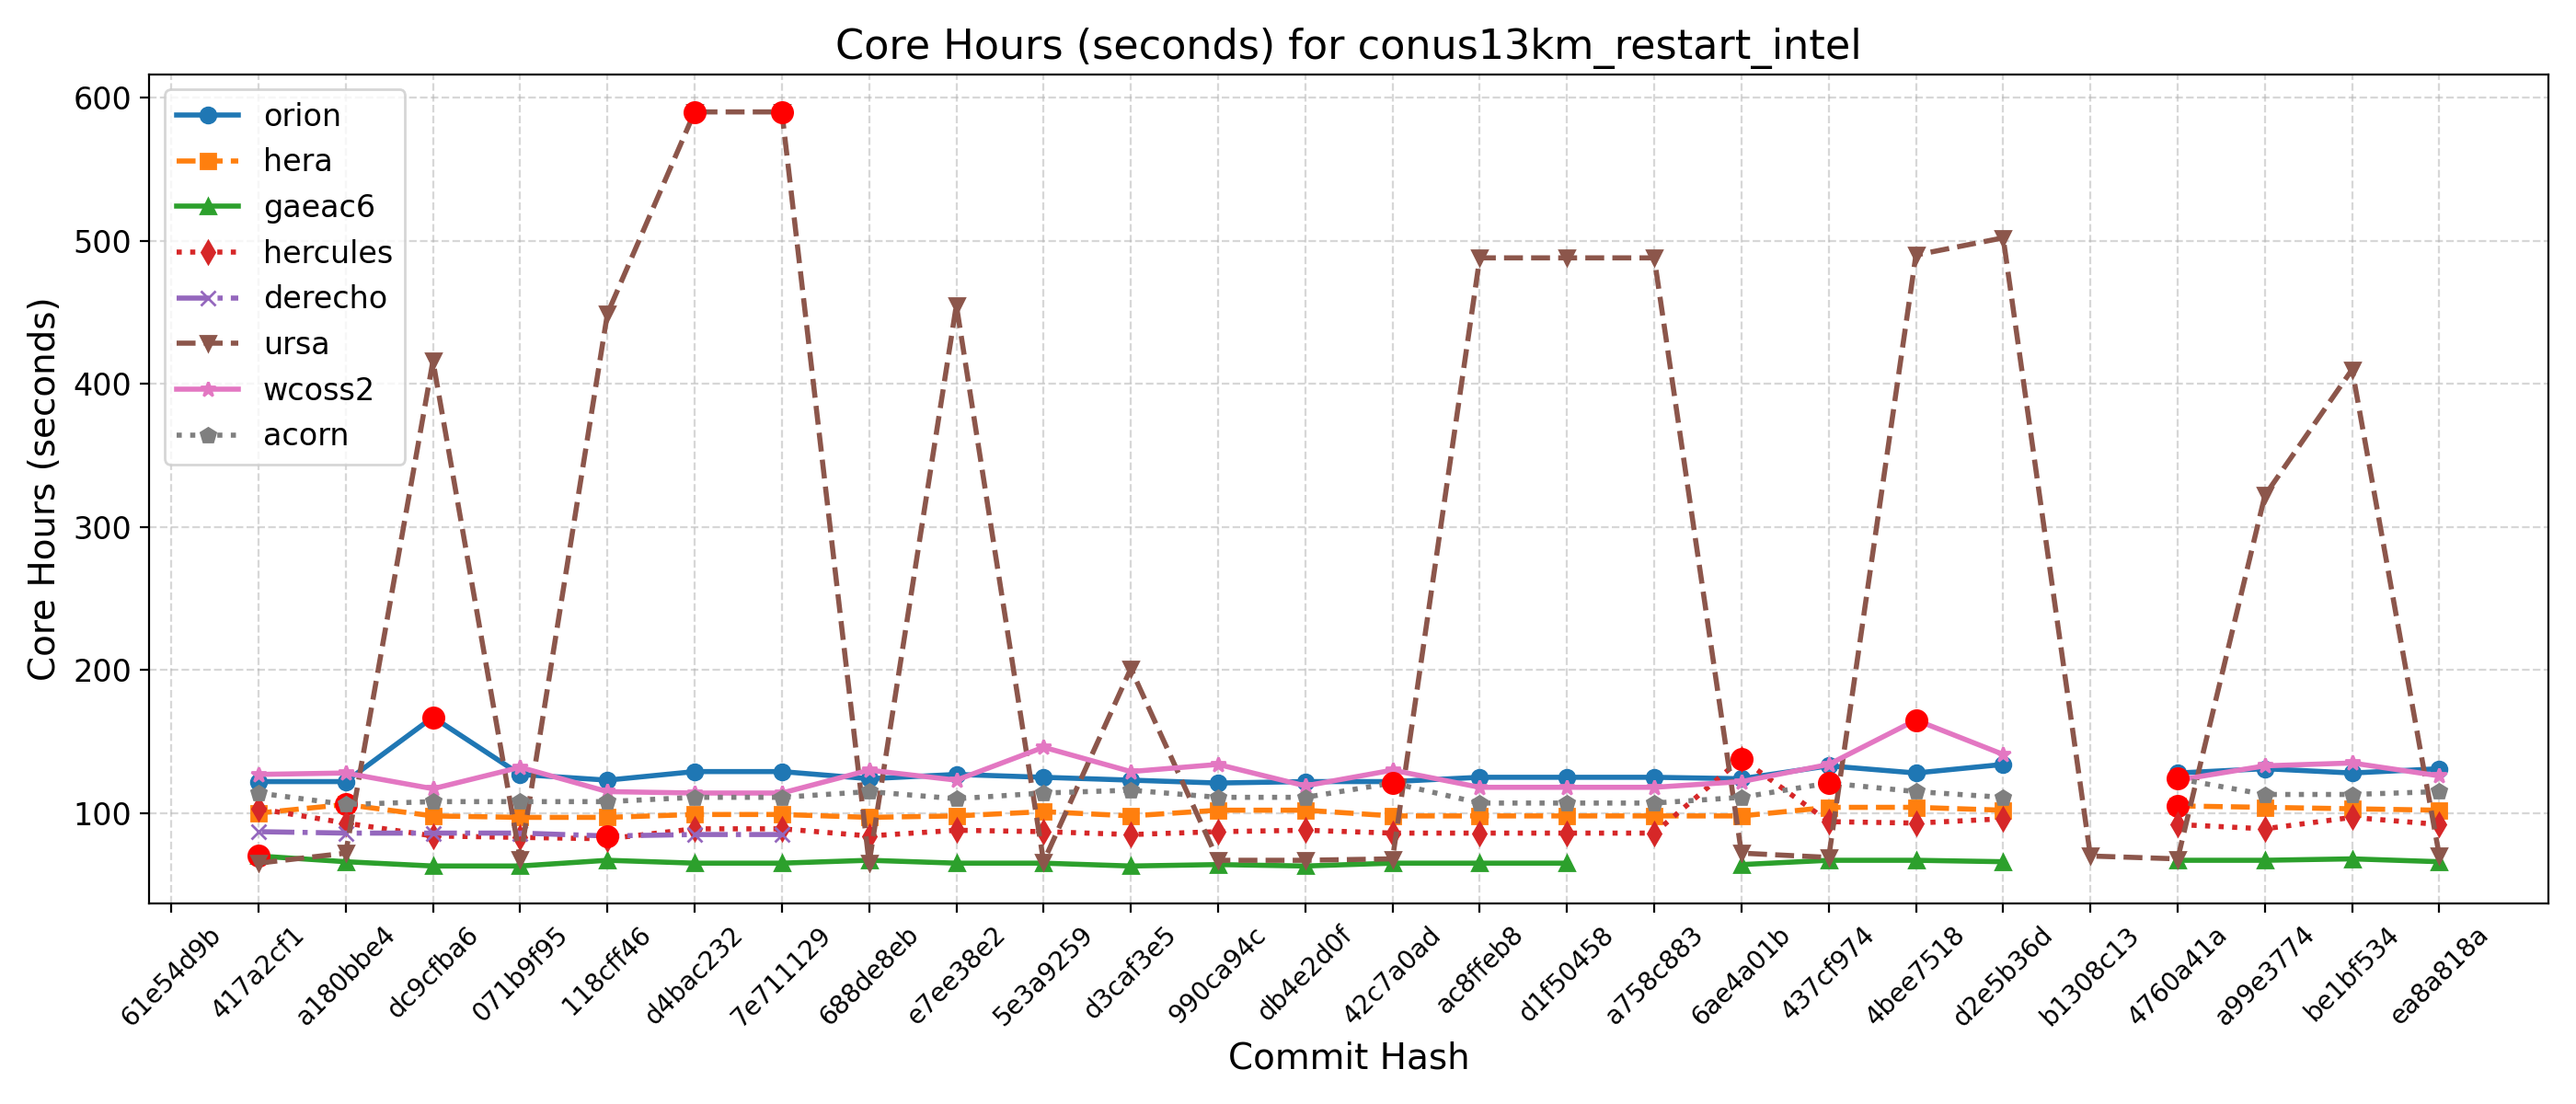 Core Hours (seconds) for conus13km_restart_intel
Core Hours (seconds)
600
500
400
300
200
100
orion
hera
gaeac6
hercules
derecho
ursa
wcoss2
acorn
61e54d9b
417a2cf1
a180bbe4
dc9cfba6
071b9f95
118cff46
d4bac232
7e711129
688de8eb
e7ee38e2
5e3a9259
d3caf3e5
990ca94c
db4e2d0f
42c7a0ad
ac8ffeb8
d1f50458
a758c883
6ae4a01b
437cf974
4bee7518
d2e5b36d
b1308c13
4760a41a
a99e3774
be1bf534
ea8a818a
Commit Hash